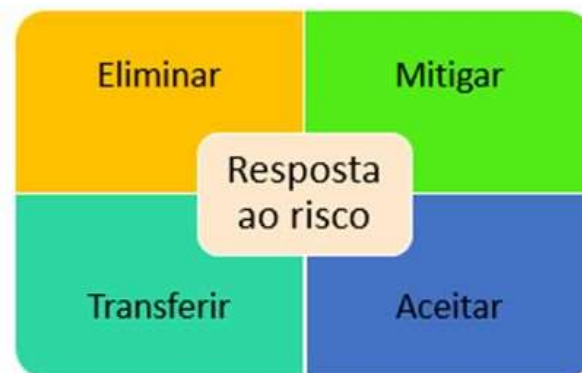 Eliminar
Mitigar
Resposta
ao risco
Transferir
Aceitar